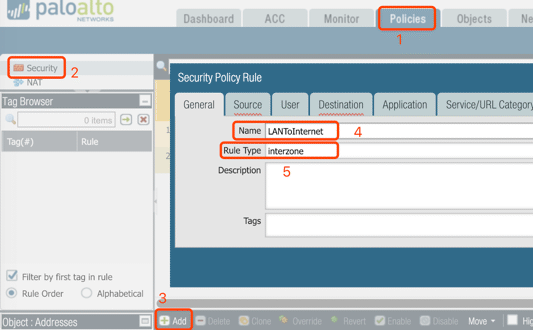 paloalto
NETWORKS
Dashboard ACC Monitor Policies Objects Ne
1
Security 2
NAT
Tag Browser
0 items
Tag(#) Rule
Filter by first tag in rule
Rule Order Alphabetical
Object : Addresses
1
2
Security Policy Rule
General Source User Destination Application Service/URL Category
Name LANToInternet 4
Rule Type interzone
Description 5
Tags
3
Add Delete Clone Override Revert Enable Disable Move Hig